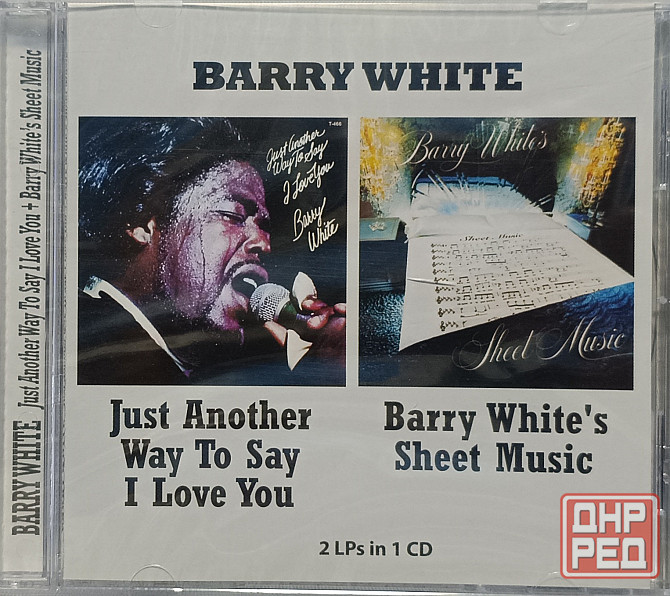 BARRY WHITE Just Another Way To Say I Love You + Barry White's Sheet Music
BARRY WHITE
T-466
Just Another
Way To Say
I Love You
Barry
White
Barry White's
Sheet Music
Sheet Music
Just Another
Way To Say
I Love You
Barry White's
Sheet Music
2 LPs in 1 CD
ДНР
РЕД